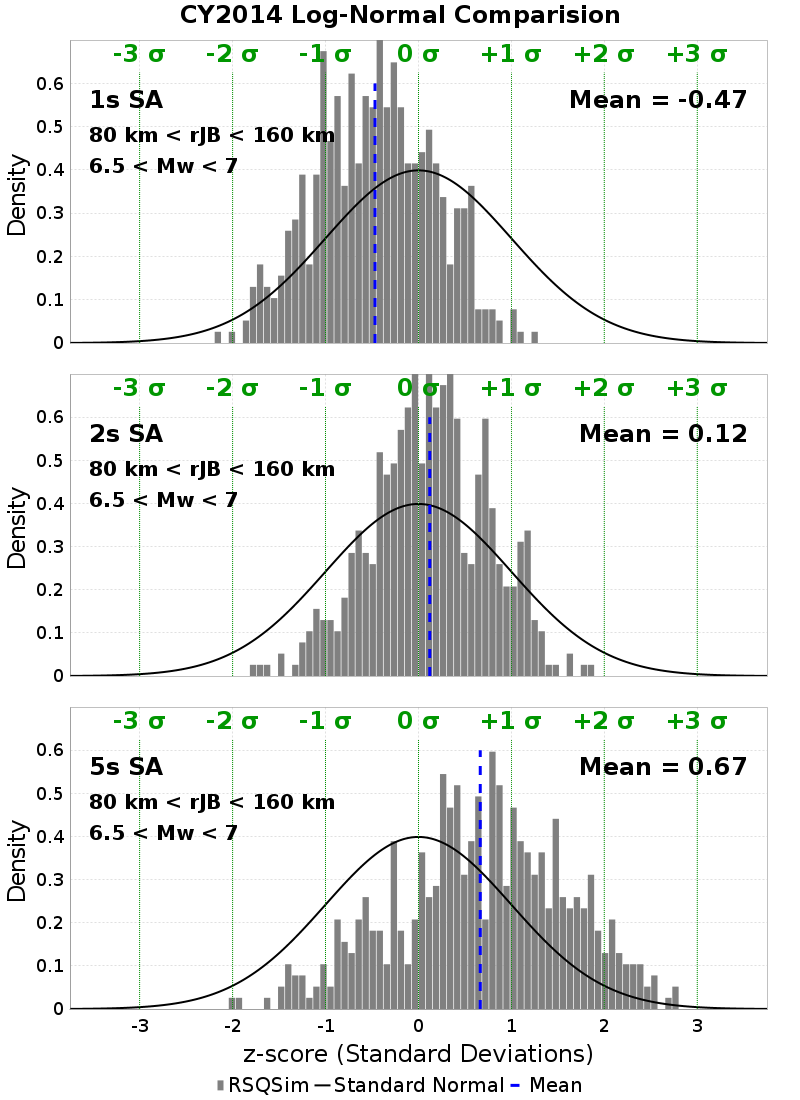 CY2014 Log-Normal Comparision
-3 σ -2 σ -1 σ 0 σ +1 σ +2 σ +3 σ
1s SA Mean = -0.47
80 km < rJB < 160 km
6.5 < Mw < 7
0.6
0.5
0.4
0.3
0.2
0.1
0
Density
-3 σ -2 σ -1 σ 0 σ +1 σ +2 σ +3 σ
2s SA Mean = 0.12
80 km < rJB < 160 km
6.5 < Mw < 7
0.6
0.5
0.4
0.3
0.2
0.1
0
Density
-3 σ -2 σ -1 σ 0 σ +1 σ +2 σ +3 σ
5s SA Mean = 0.67
80 km < rJB < 160 km
6.5 < Mw < 7
0.6
0.5
0.4
0.3
0.2
0.1
0
Density
-3 -2 -1 0 1 2 3
z-score (Standard Deviations)
RSQSim Standard Normal Mean